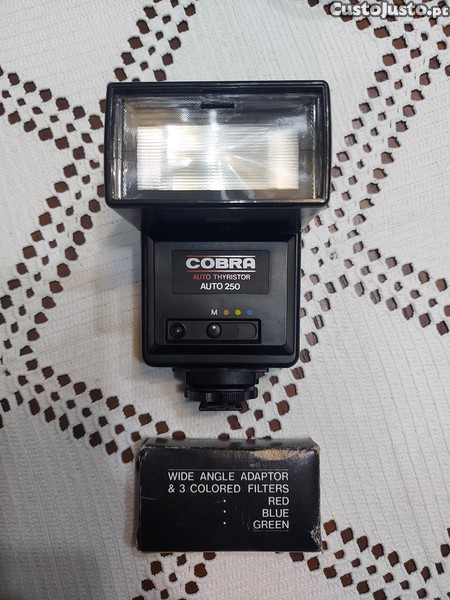 CustoJusto.pt
COBRA
AUTO THYRISTOR
AUTO 250
M
WIDE ANGLE ADAPTOR
& 3 COLORED FILTERS
: RED
: BLUE
GREEN